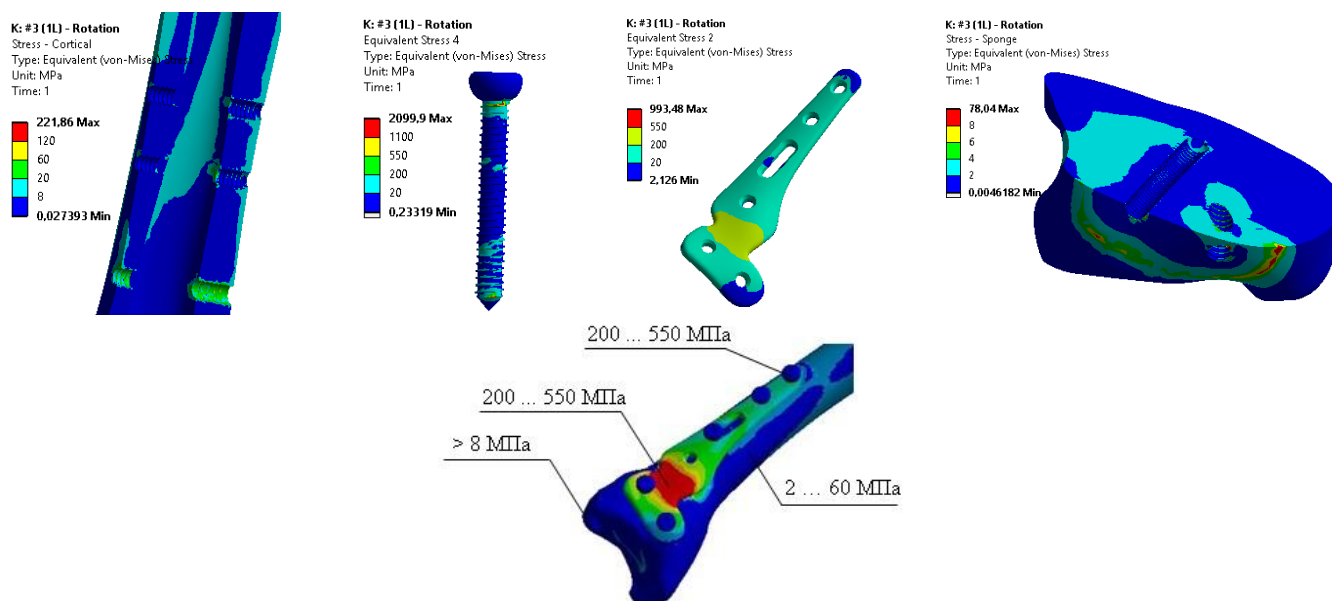 K: #3 (1L) - Rotation
Stress - Cortical
Type: Equivalent (von-Mises) Stress
Unit: MPa
Time: 1
221,86 Max
120
60
20
8
0,027393 Min
K: #3 (1L) - Rotation
Equivalent Stress 4
Type: Equivalent (von-Mises) Stress
Unit: MPa
Time: 1
2099,9 Max
1100
550
200
20
0,23319 Min
K: #3 (1L) - Rotation
Equivalent Stress 2
Type: Equivalent (von-Mises) Stress
Unit: MPa
Time: 1
993,48 Max
550
200
20
2,126 Min
K: #3 (1L) - Rotation
Stress - Sponge
Type: Equivalent (von-Mises) Stress
Unit: MPa
Time: 1
78,04 Max
8
6
4
2
0,0046182 Min
200 ... 550 МПа
200 ... 550 МПа
> 8 МПа
2 ... 60 МПа